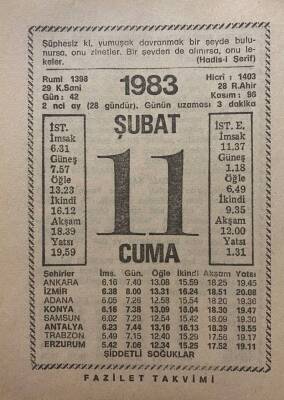 Şüphesiz ki, yumuşak davranmak bir şeyde bulu-
nursa, onu zinetler. Bir şeyden de alınırsa, onu le-
keler. (Hadis-i Şerif)
Rumi 1398
29 K.Sani
Gün : 42
1983
Hicri : 1403
28 R.Ahir
Kasım : 96
2 nci ay (28 gündür). Günün uzaması 3 dakika
ŞUBAT
11
CUMA
İST.
İmsak
6.31
Güneş
7.57
Öğle
13.23
İkindi
16.12
Akşam
18.39
Yatsı
19,59
İST. E.
İmsak
11.37
Güneş
1.18
Öğle
6.49
İkindi
9.35
Akşam
12.00
Yatsı
1.31
Şehirler İms. Gün. Öğle İkindi Akşam Yatsı
ANKARA 6.16 7.40 13.08 15.59 18.25 19.45
İZMİR 6.38 8.00 13.31 16.24 18.51 20.08
ADANA 6.05 7.26 12.58 15.54 18.20 19.36
KONYA 6.16 7.38 13.09 16.04 18.30 19.47
SAMSUN 6.02 7.29 12.54 15.42 18.09 19.30
ANTALYA 6.23 7.44 13.16 16.13 18.39 19.55
TRABZON 5.49 7.15 12.40 15.29 17.56 19.17
ERZURUM 5.42 7.06 12.34 15.25 17.52 19.11
ŞİDDETLİ SOĞUKLAR
FAZİLET TAKVİMİ